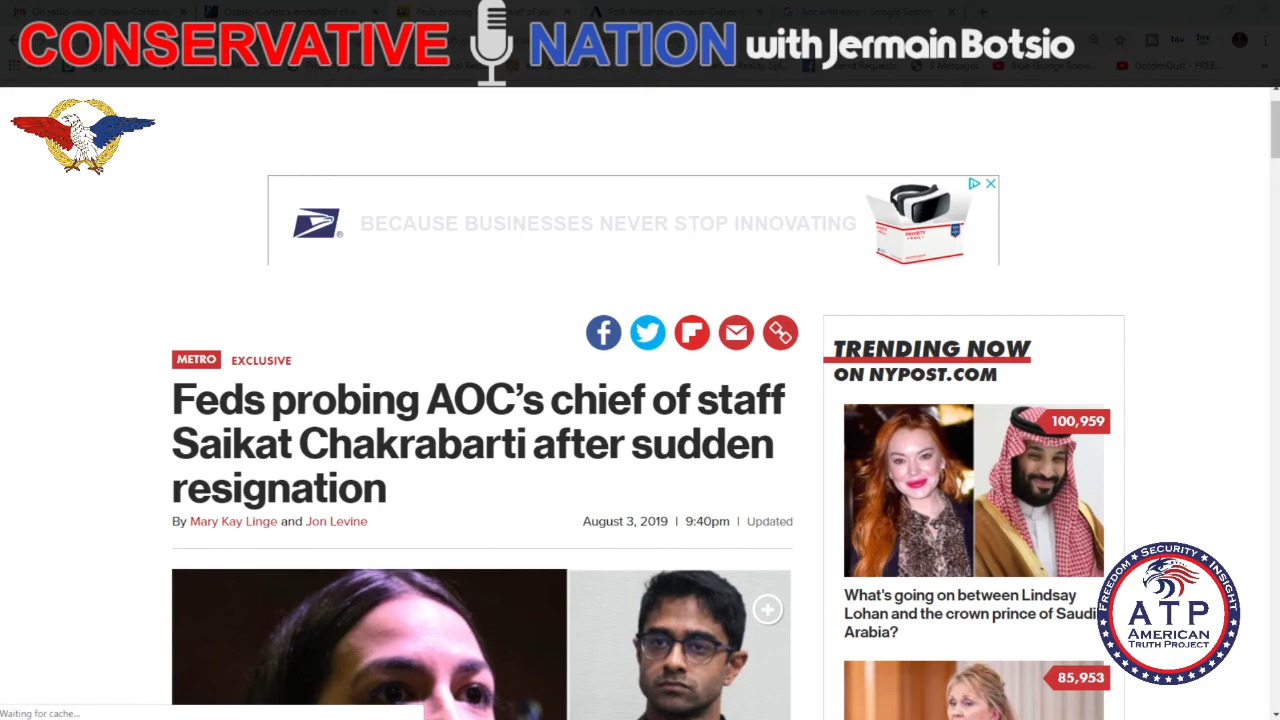 CONSERVATIVE NATION with Jermain Botsio
BECAUSE BUSINESSES NEVER STOP INNOVATING
METRO EXCLUSIVE
Feds probing AOC's chief of staff
Saikat Chakrabarti after sudden
resignation
By Mary Kay Linge and Jon Levine
August 3, 2019 | 9:40pm | Updated
TRENDING NOW
ON NYPOST.COM
100,959
What's going on between Lindsay
Lohan and the crown prince of Saudi
Arabia?
85,953
FREEDOM SECURITY INSIGHT
ATP
AMERICAN
TRUTH PROJECT
Waiting for cache...